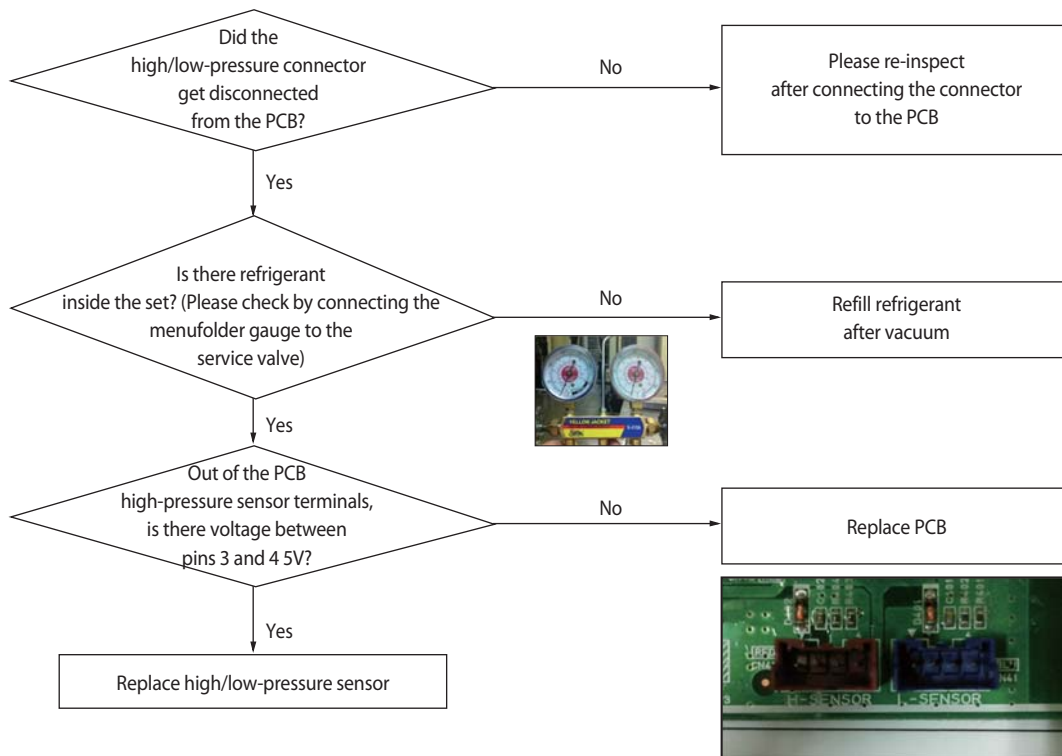 Did the
high/low-pressure connector
get disconnected
from the PCB?
No
Please re-inspect
after connecting the connector
to the PCB
Yes
Is there refrigerant
inside the set? (Please check by connecting the
menufolder gauge to the
service valve)
No
Refill refrigerant
after vacuum
YELLOW JACKET
Yes
Out of the PCB
high-pressure sensor terminals,
is there voltage between
pins 3 and 4 5V?
No
Replace PCB
Yes
Replace high/low-pressure sensor
H-SENSOR
L-SENSOR